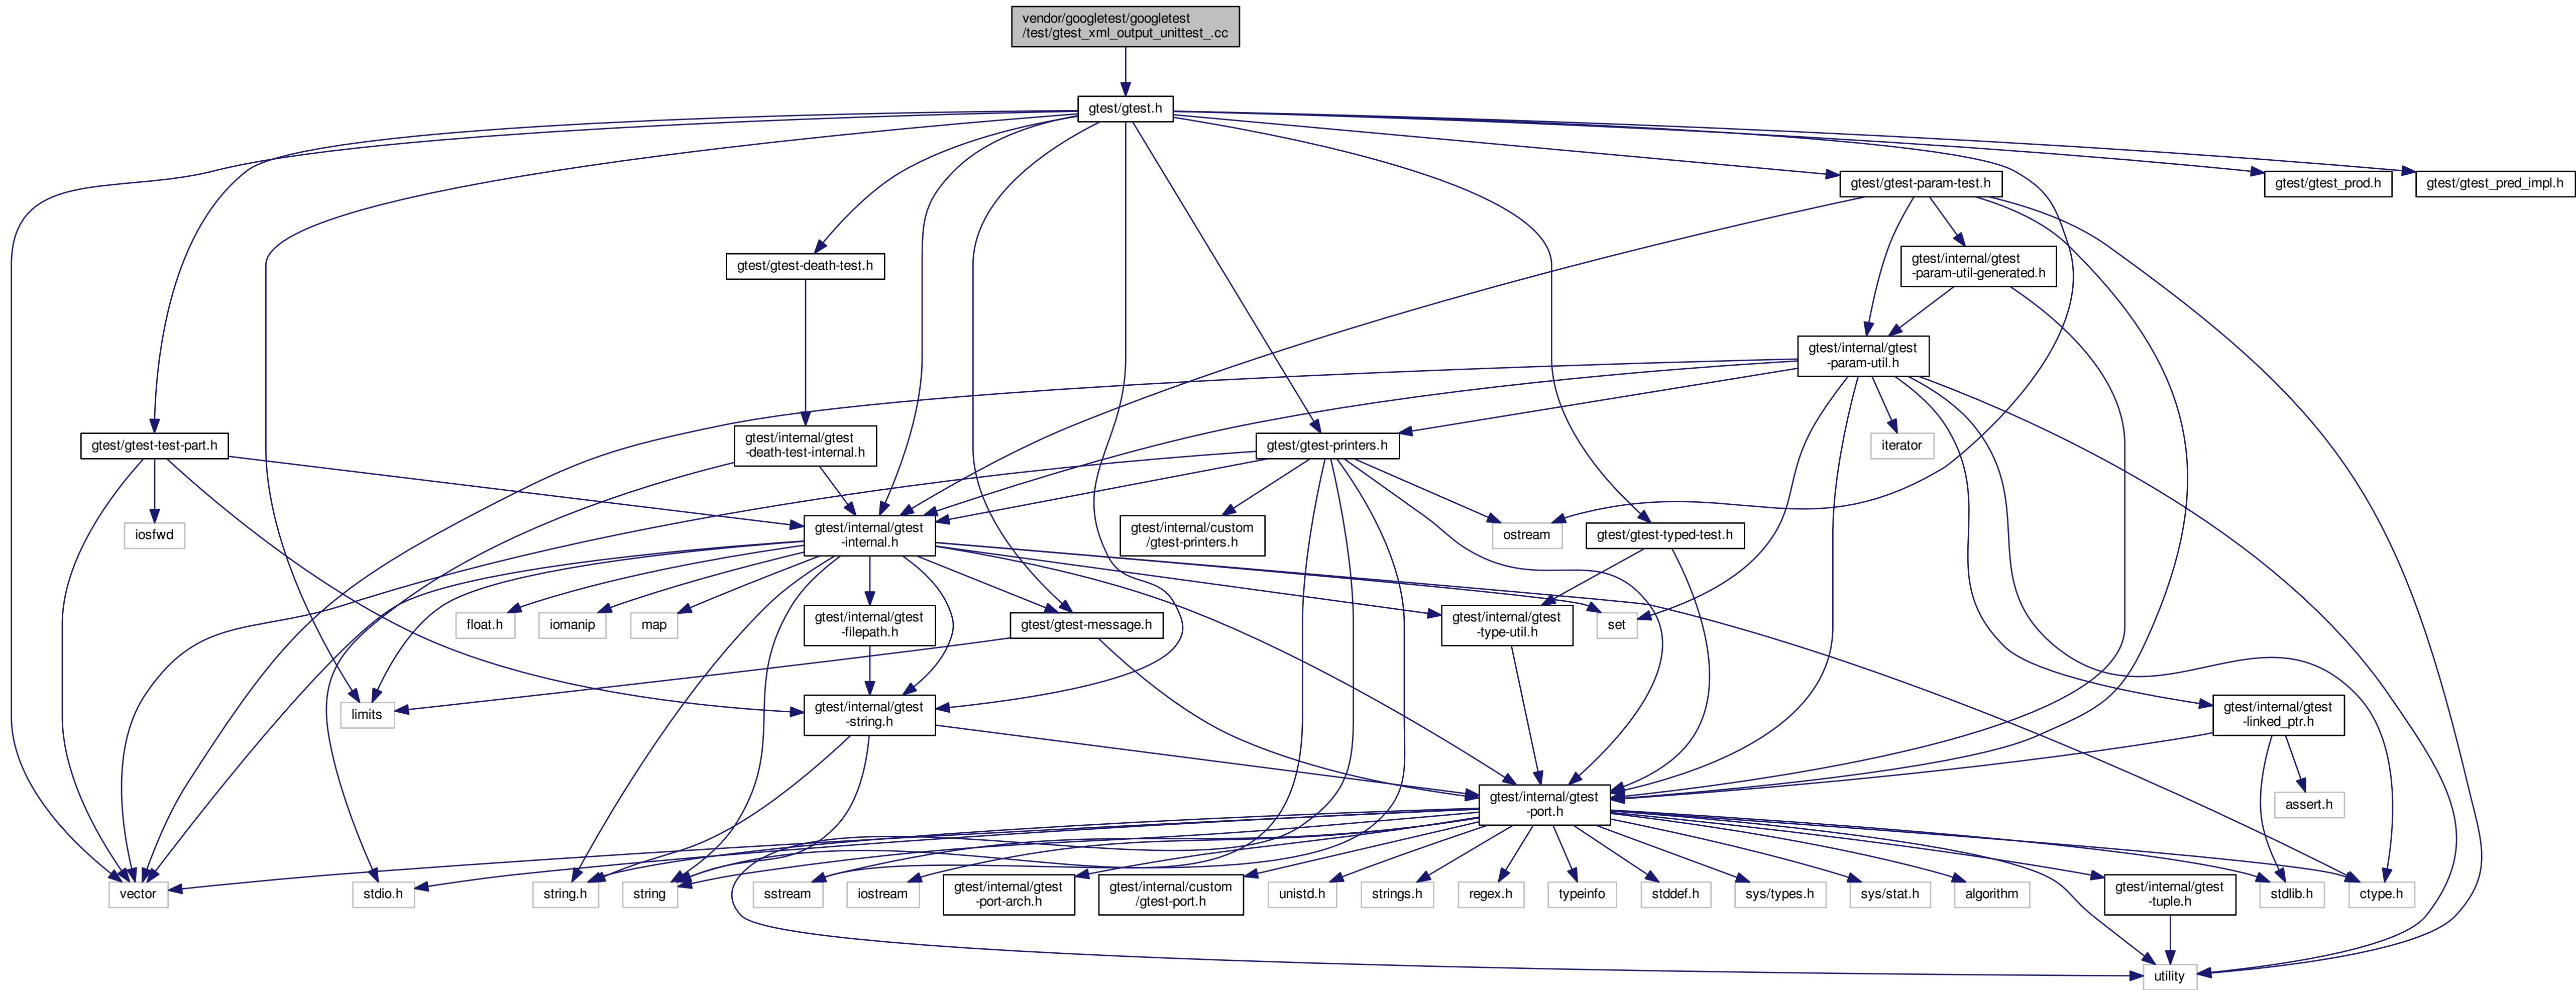 vendor/googletest/googletest
/test/gtest_xml_output_unittest_.cc
gtest/gtest.h
gtest/gtest-param-test.h
gtest/gtest_prod.h
gtest/gtest_pred_impl.h
gtest/gtest-death-test.h
gtest/internal/gtest
-param-util-generated.h
gtest/internal/gtest
-param-util.h
gtest/gtest-test-part.h
gtest/internal/gtest
-death-test-internal.h
gtest/gtest-printers.h
iterator
iosfwd
gtest/internal/gtest
-internal.h
gtest/internal/custom
/gtest-printers.h
ostream
gtest/gtest-typed-test.h
float.h
iomanip
map
gtest/internal/gtest
-filepath.h
gtest/gtest-message.h
gtest/internal/gtest
-type-util.h
set
limits
gtest/internal/gtest
-string.h
gtest/internal/gtest
-linked_ptr.h
gtest/internal/gtest
-port.h
assert.h
vector
stdio.h
string.h
string
sstream
iostream
gtest/internal/gtest
-port-arch.h
gtest/internal/custom
/gtest-port.h
unistd.h
strings.h
regex.h
typeinfo
stddef.h
sys/types.h
sys/stat.h
algorithm
gtest/internal/gtest
-tuple.h
stdlib.h
ctype.h
utility